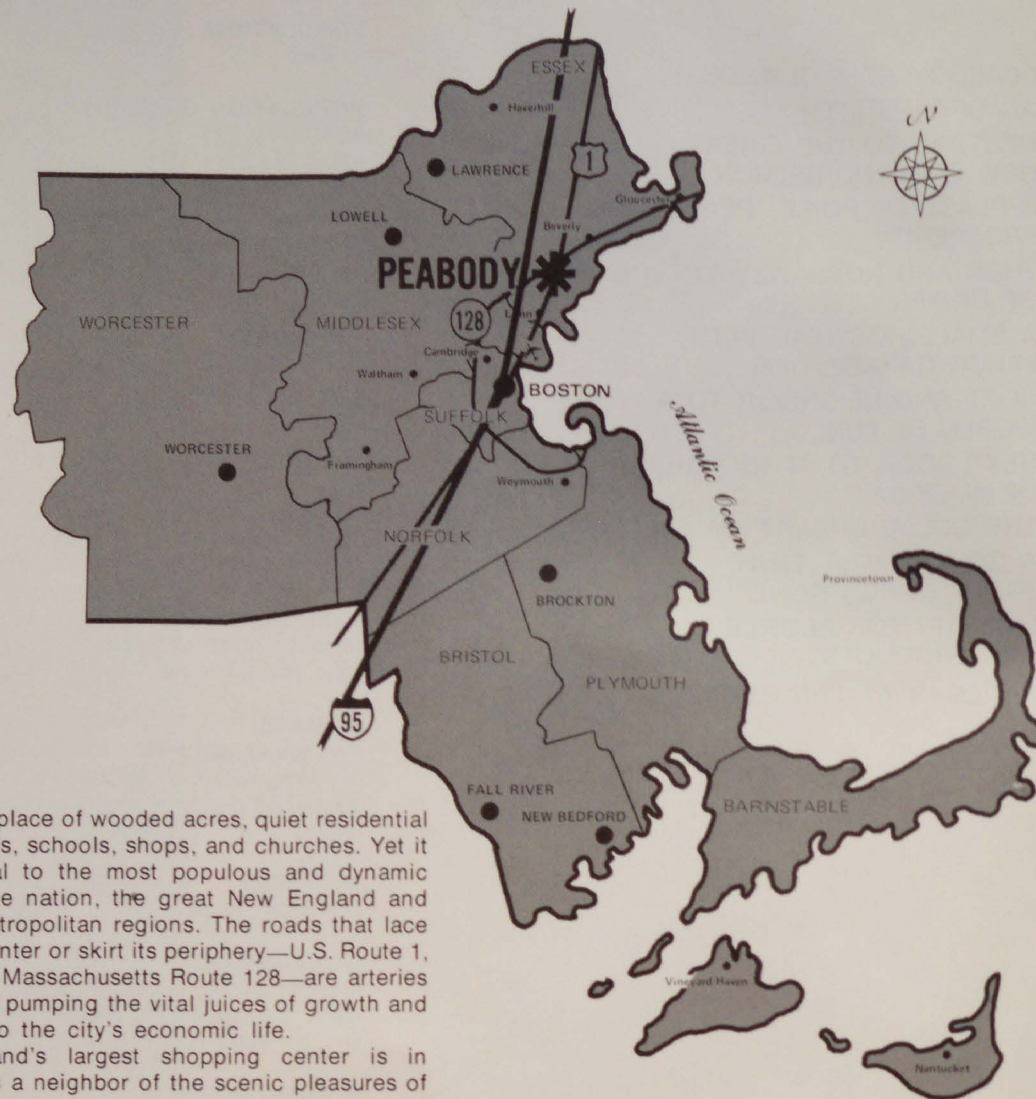 ESSEX
N
Haverhill
1
LAWRENCE
Gloucester
LOWELL
Beverly
PEABODY
WORCESTER
MIDDLESEX
128
Lynn
Cambridge
Waltham
BOSTON
SUFFOLK
Atlantic Ocean
WORCESTER
Framingham
Weymouth
NORFOLK
Provincetown
BROCKTON
BRISTOL
PLYMOUTH
95
FALL RIVER
BARNSTABLE
NEW BEDFORD
Vineyard Haven
Nantucket
place of wooded acres, quiet residential
s, schools, shops, and churches. Yet it
al to the most populous and dynamic
e nation, the great New England and
tropolitan regions. The roads that lace
nter or skirt its periphery—U.S. Route 1,
Massachusetts Route 128—are arteries
pumping the vital juices of growth and
o the city's economic life.
and's largest shopping center is in
s a neighbor of the scenic pleasures of